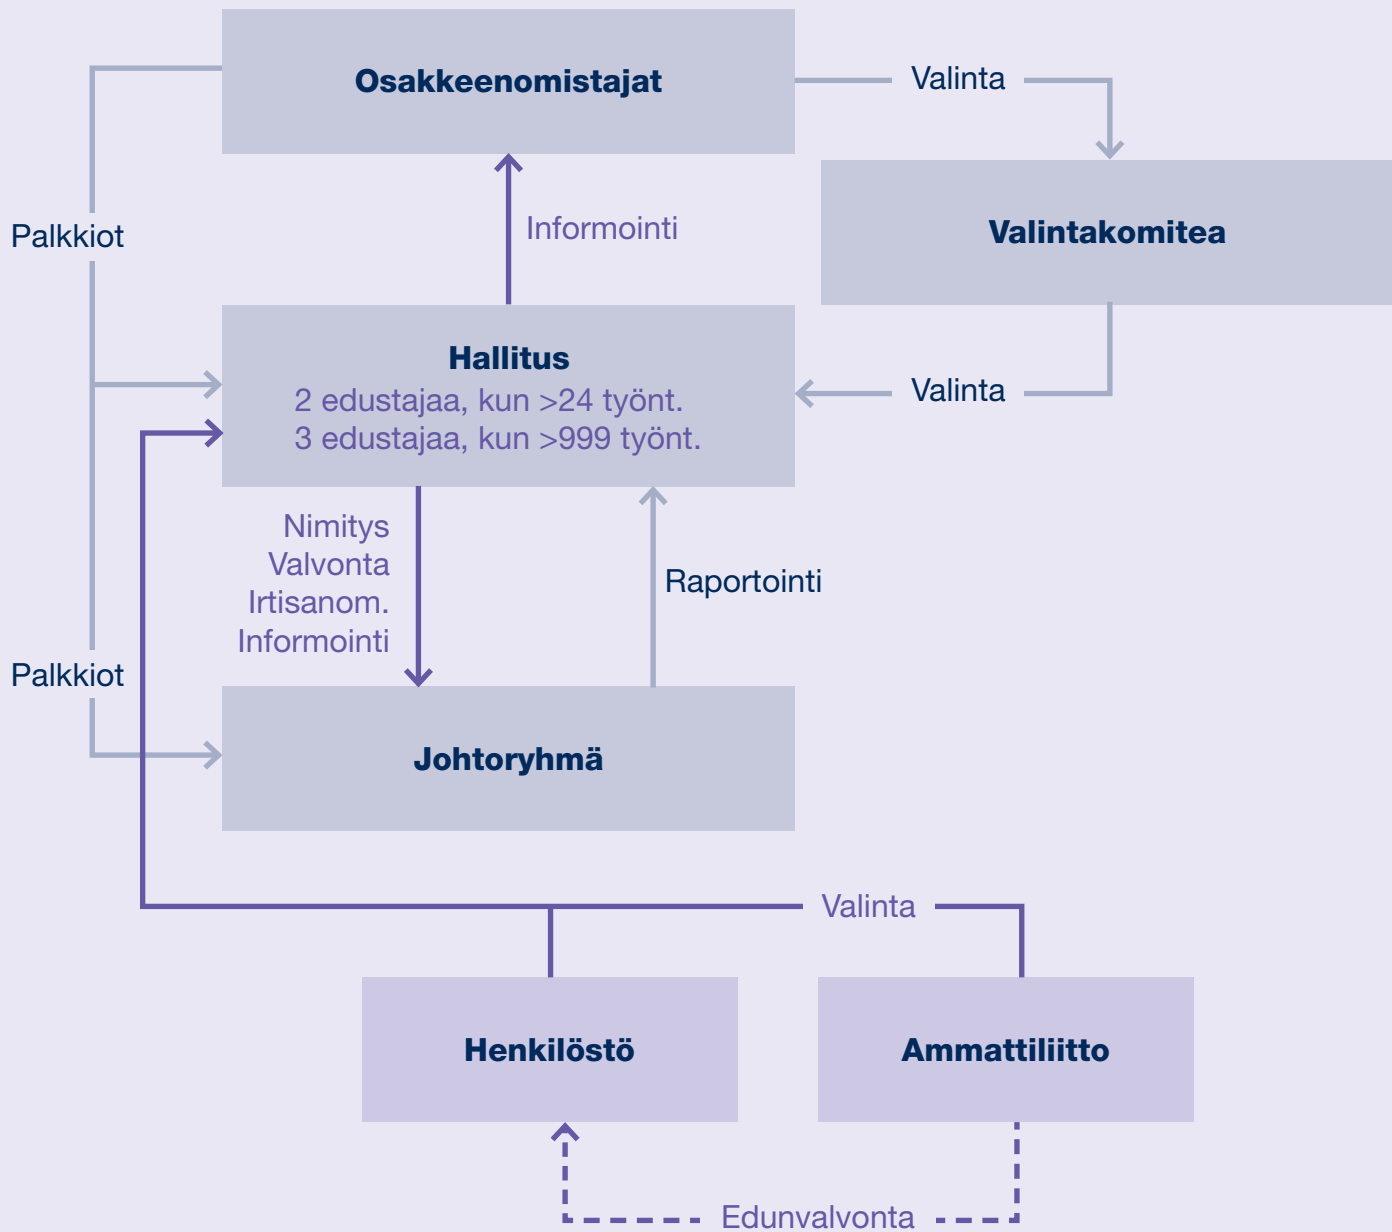 Osakkeenomistajat
Valinta
Palkkiot
Informointi
Valintakomitea
Hallitus
2 edustajaa, kun >24 työnt.
3 edustajaa, kun >999 työnt.
Valinta
Nimitys
Valvonta
Irtisanom.
Informointi
Raportointi
Palkkiot
Johtoryhmä
Valinta
Henkilöstö
Ammattiliitto
Edunvalvonta